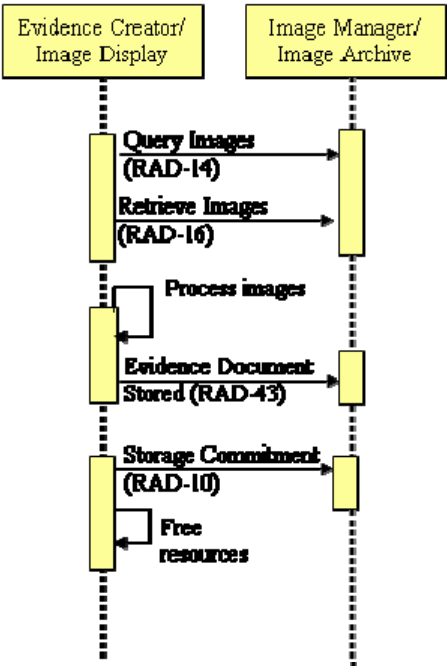 Evidence Creator/
Image Display
Image Manager/
Image Archive
Query Images
(RAD-14)
Retrieve Images
(RAD-16)
Process images
Evidence Document
Stored (RAD-43)
Storage Commitment
(RAD-10)
Free
resources